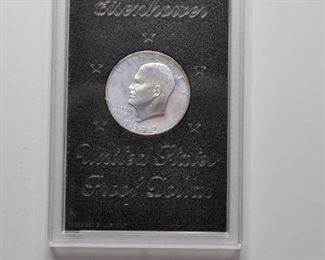 Eisenhower
LIBERTY
United States
Proof Dollar